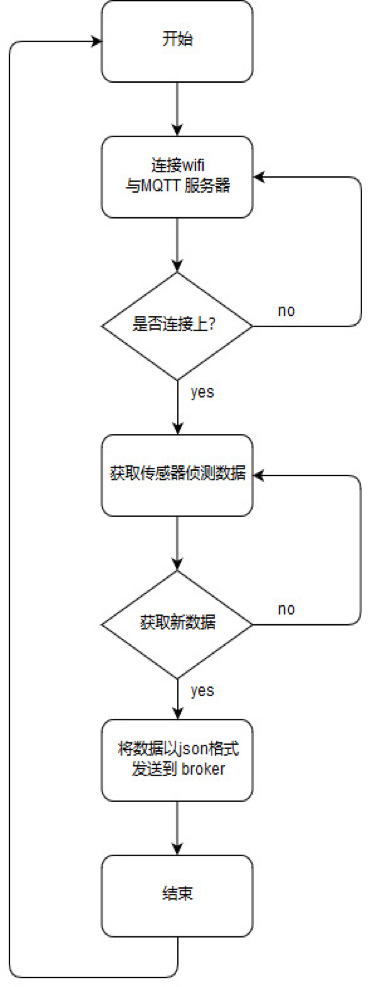 开始
连接wifi
与MQTT 服务器
是否连接上？
no
yes
获取传感器侦测数据
获取新数据
no
yes
将数据以json格式
发送到 broker
结束